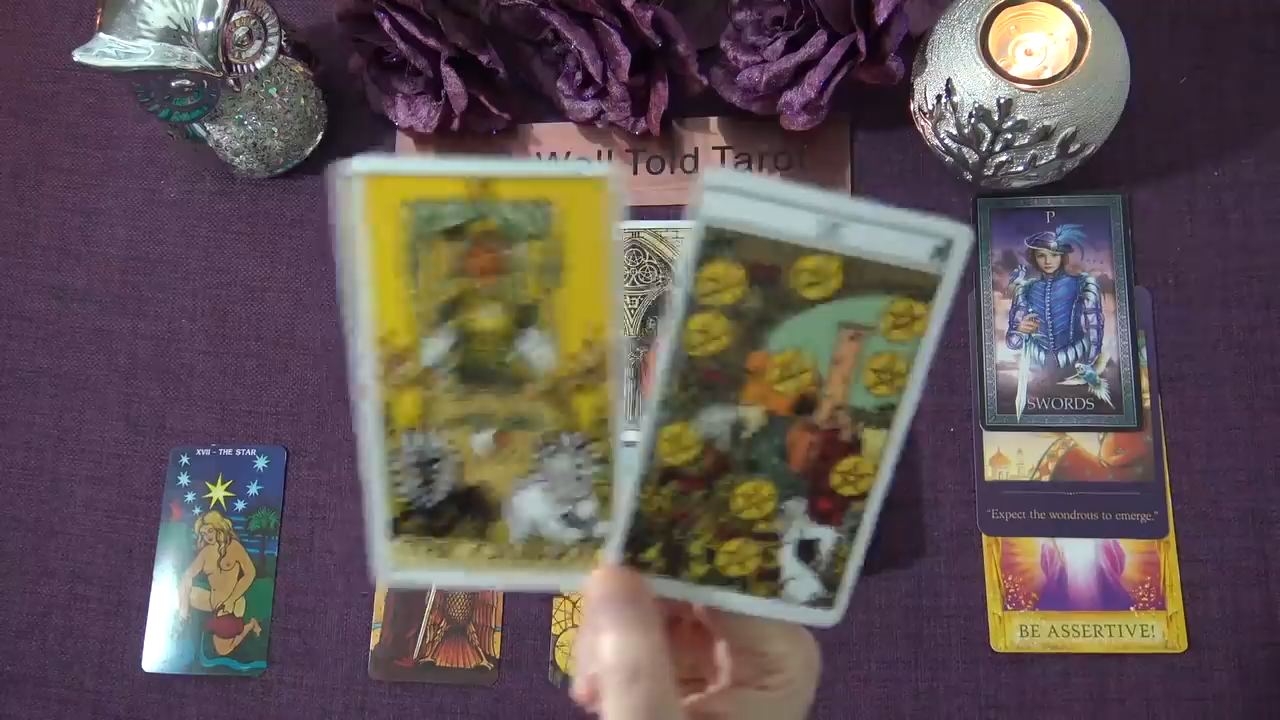 Well Told Tarot
P
SWORDS
XVII - THE STAR
"Expect the wondrous to emerge."
BE ASSERTIVE!